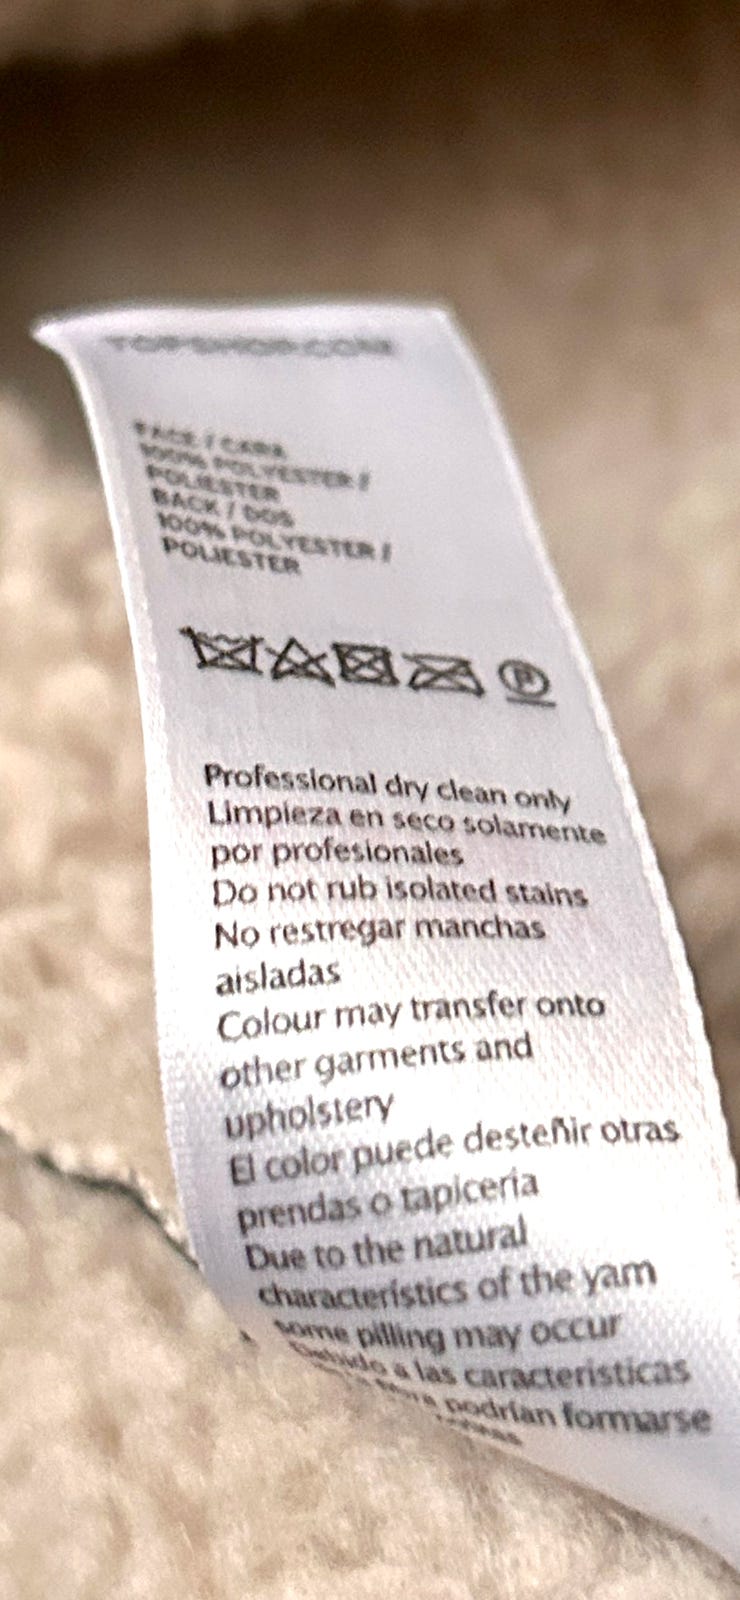 TOPSHOP.COM
FACE / CARA
100% POLYESTER /
POLIESTER
BACK / DOS
100% POLYESTER /
POLIESTER
P
Professional dry clean only
Limpieza en seco solamente
por profesionales
Do not rub isolated stains
No restregar manchas
aisladas
Colour may transfer onto
other garments and
upholstery
El color puede desteñir otras
prendas o tapicería
Due to the natural
characteristics of the yarn
some pilling may occur
Debido a las características
fibra podrían formarse